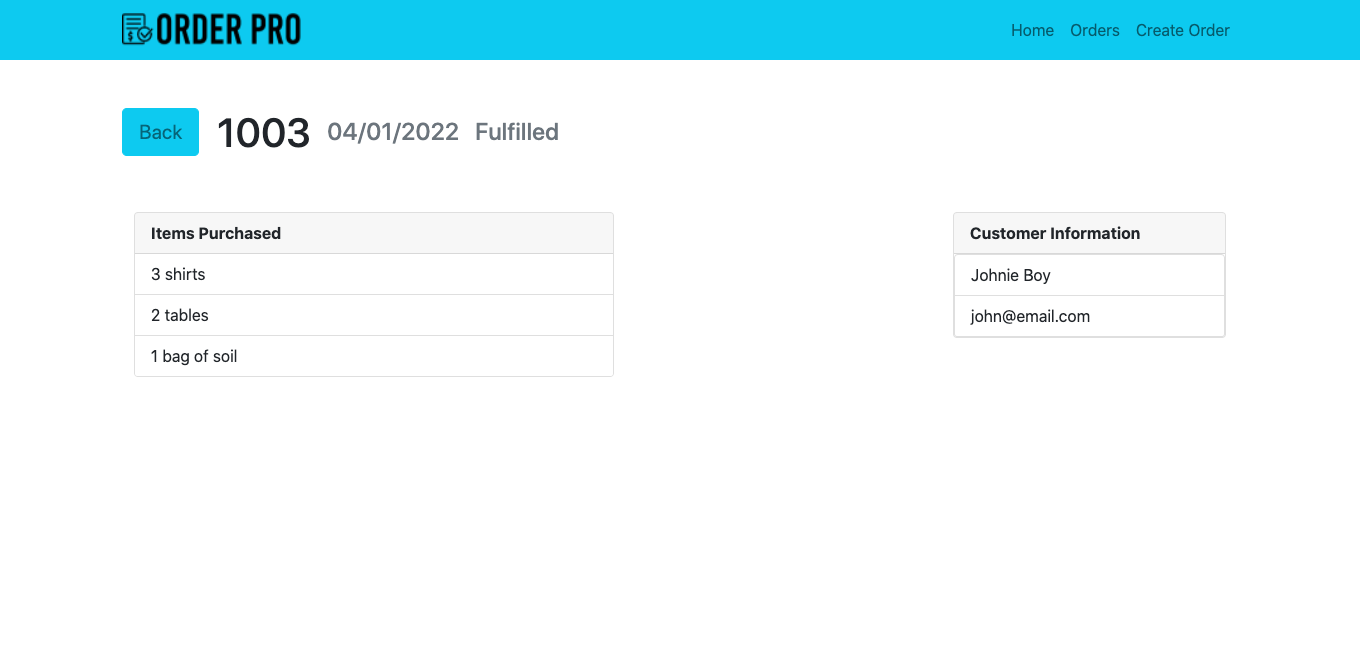 ORDER PRO
Home Orders Create Order
Back 1003 04/01/2022 Fulfilled
Items Purchased
3 shirts
2 tables
1 bag of soil
Customer Information
Johnie Boy
john@email.com